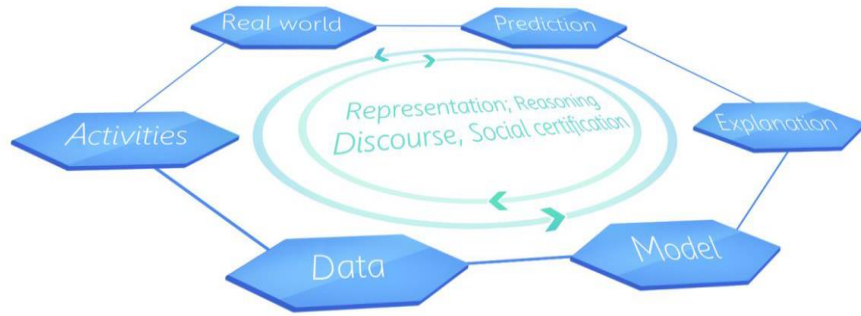 Real world
Prediction
Representation; Reasoning
Discourse, Social certification
Activities
Explanation
Data
Model